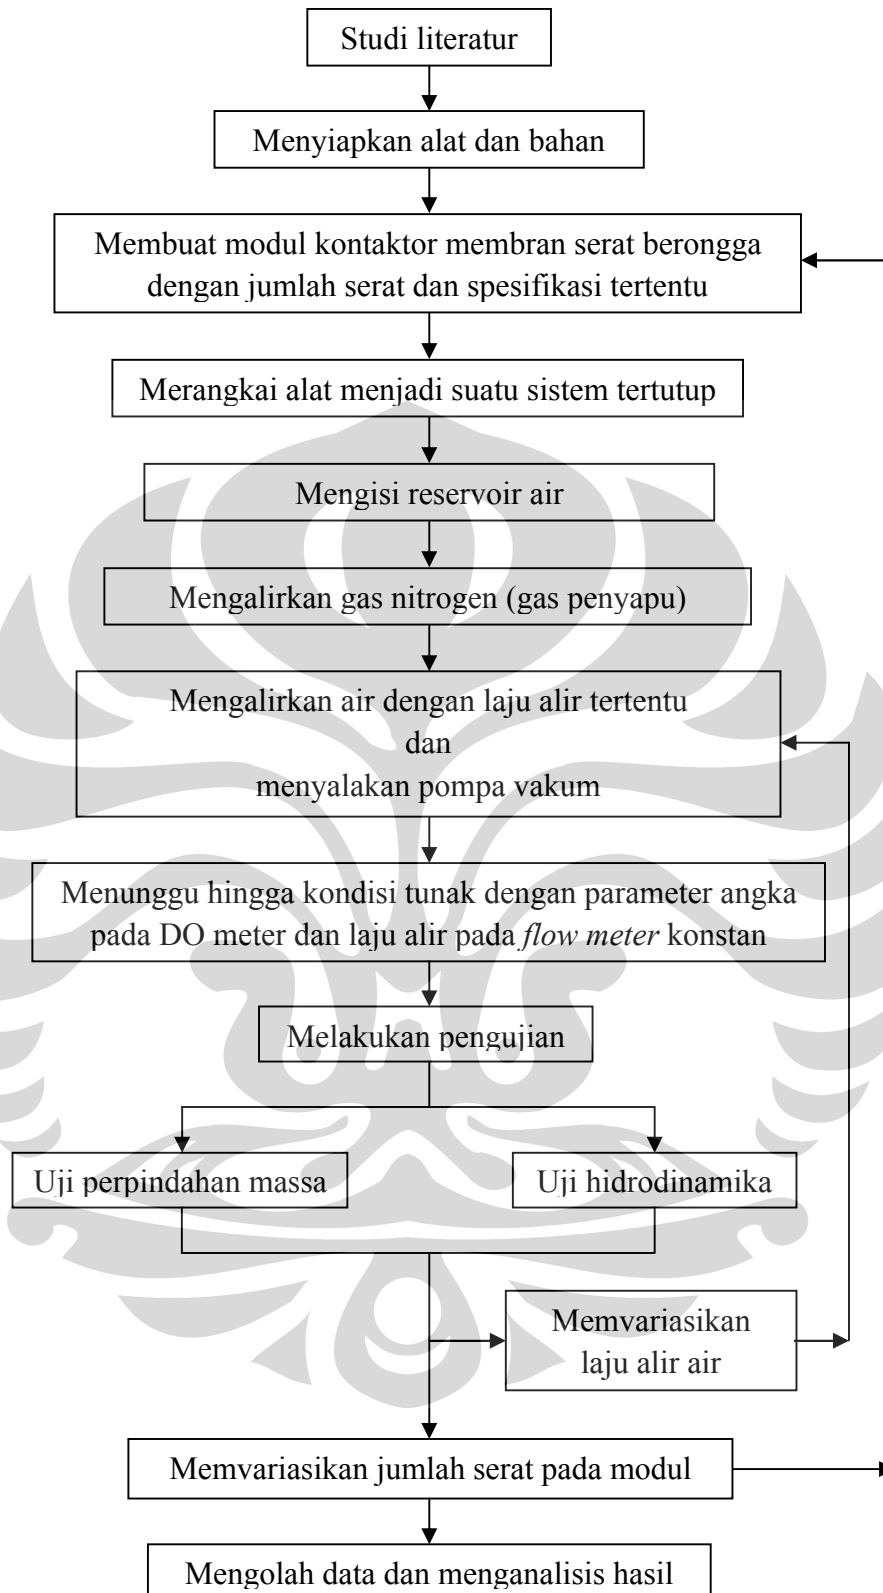 Studi literatur
Menyiapkan alat dan bahan
Membuat modul kontaktor membran serat berongga
dengan jumlah serat dan spesifikasi tertentu
Merangkai alat menjadi suatu sistem tertutup
Mengisi reservoir air
Mengalirkan gas nitrogen (gas penyapu)
Mengalirkan air dengan laju alir tertentu
dan
menyalakan pompa vakum
Menunggu hingga kondisi tunak dengan parameter angka
pada DO meter dan laju alir pada flow meter konstan
Melakukan pengujian
Uji perpindahan massa
Uji hidrodinamika
Memvariasikan
laju alir air
Memvariasikan jumlah serat pada modul
Mengolah data dan menganalisis hasil